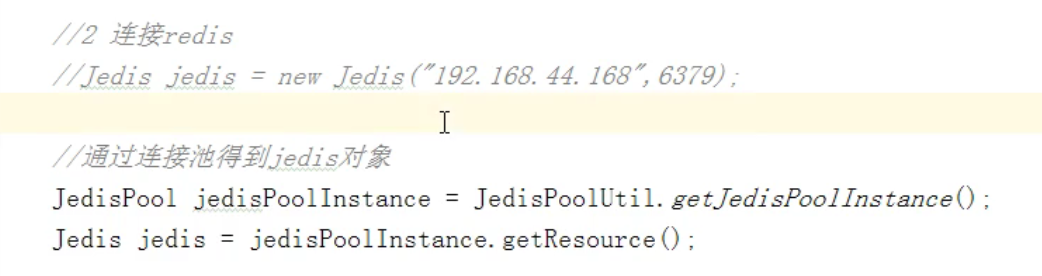 //2 连接redis
//Jedis jedis = new Jedis("192.168.44.168",6379);
//通过连接池得到jedis对象
JedisPool jedisPoolInstance = JedisPoolUtil.getJedisPoolInstance();
Jedis jedis = jedisPoolInstance.getResource();